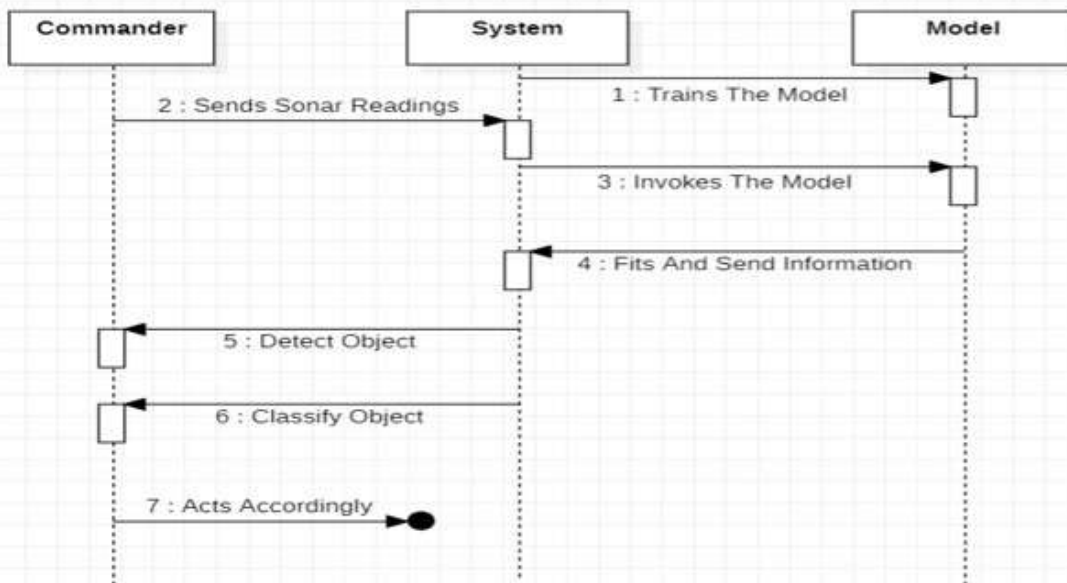 Commander
System
Model
1 : Trains The Model
2 : Sends Sonar Readings
3 : Invokes The Model
4 : Fits And Send Information
5 : Detect Object
6 : Classify Object
7 : Acts Accordingly